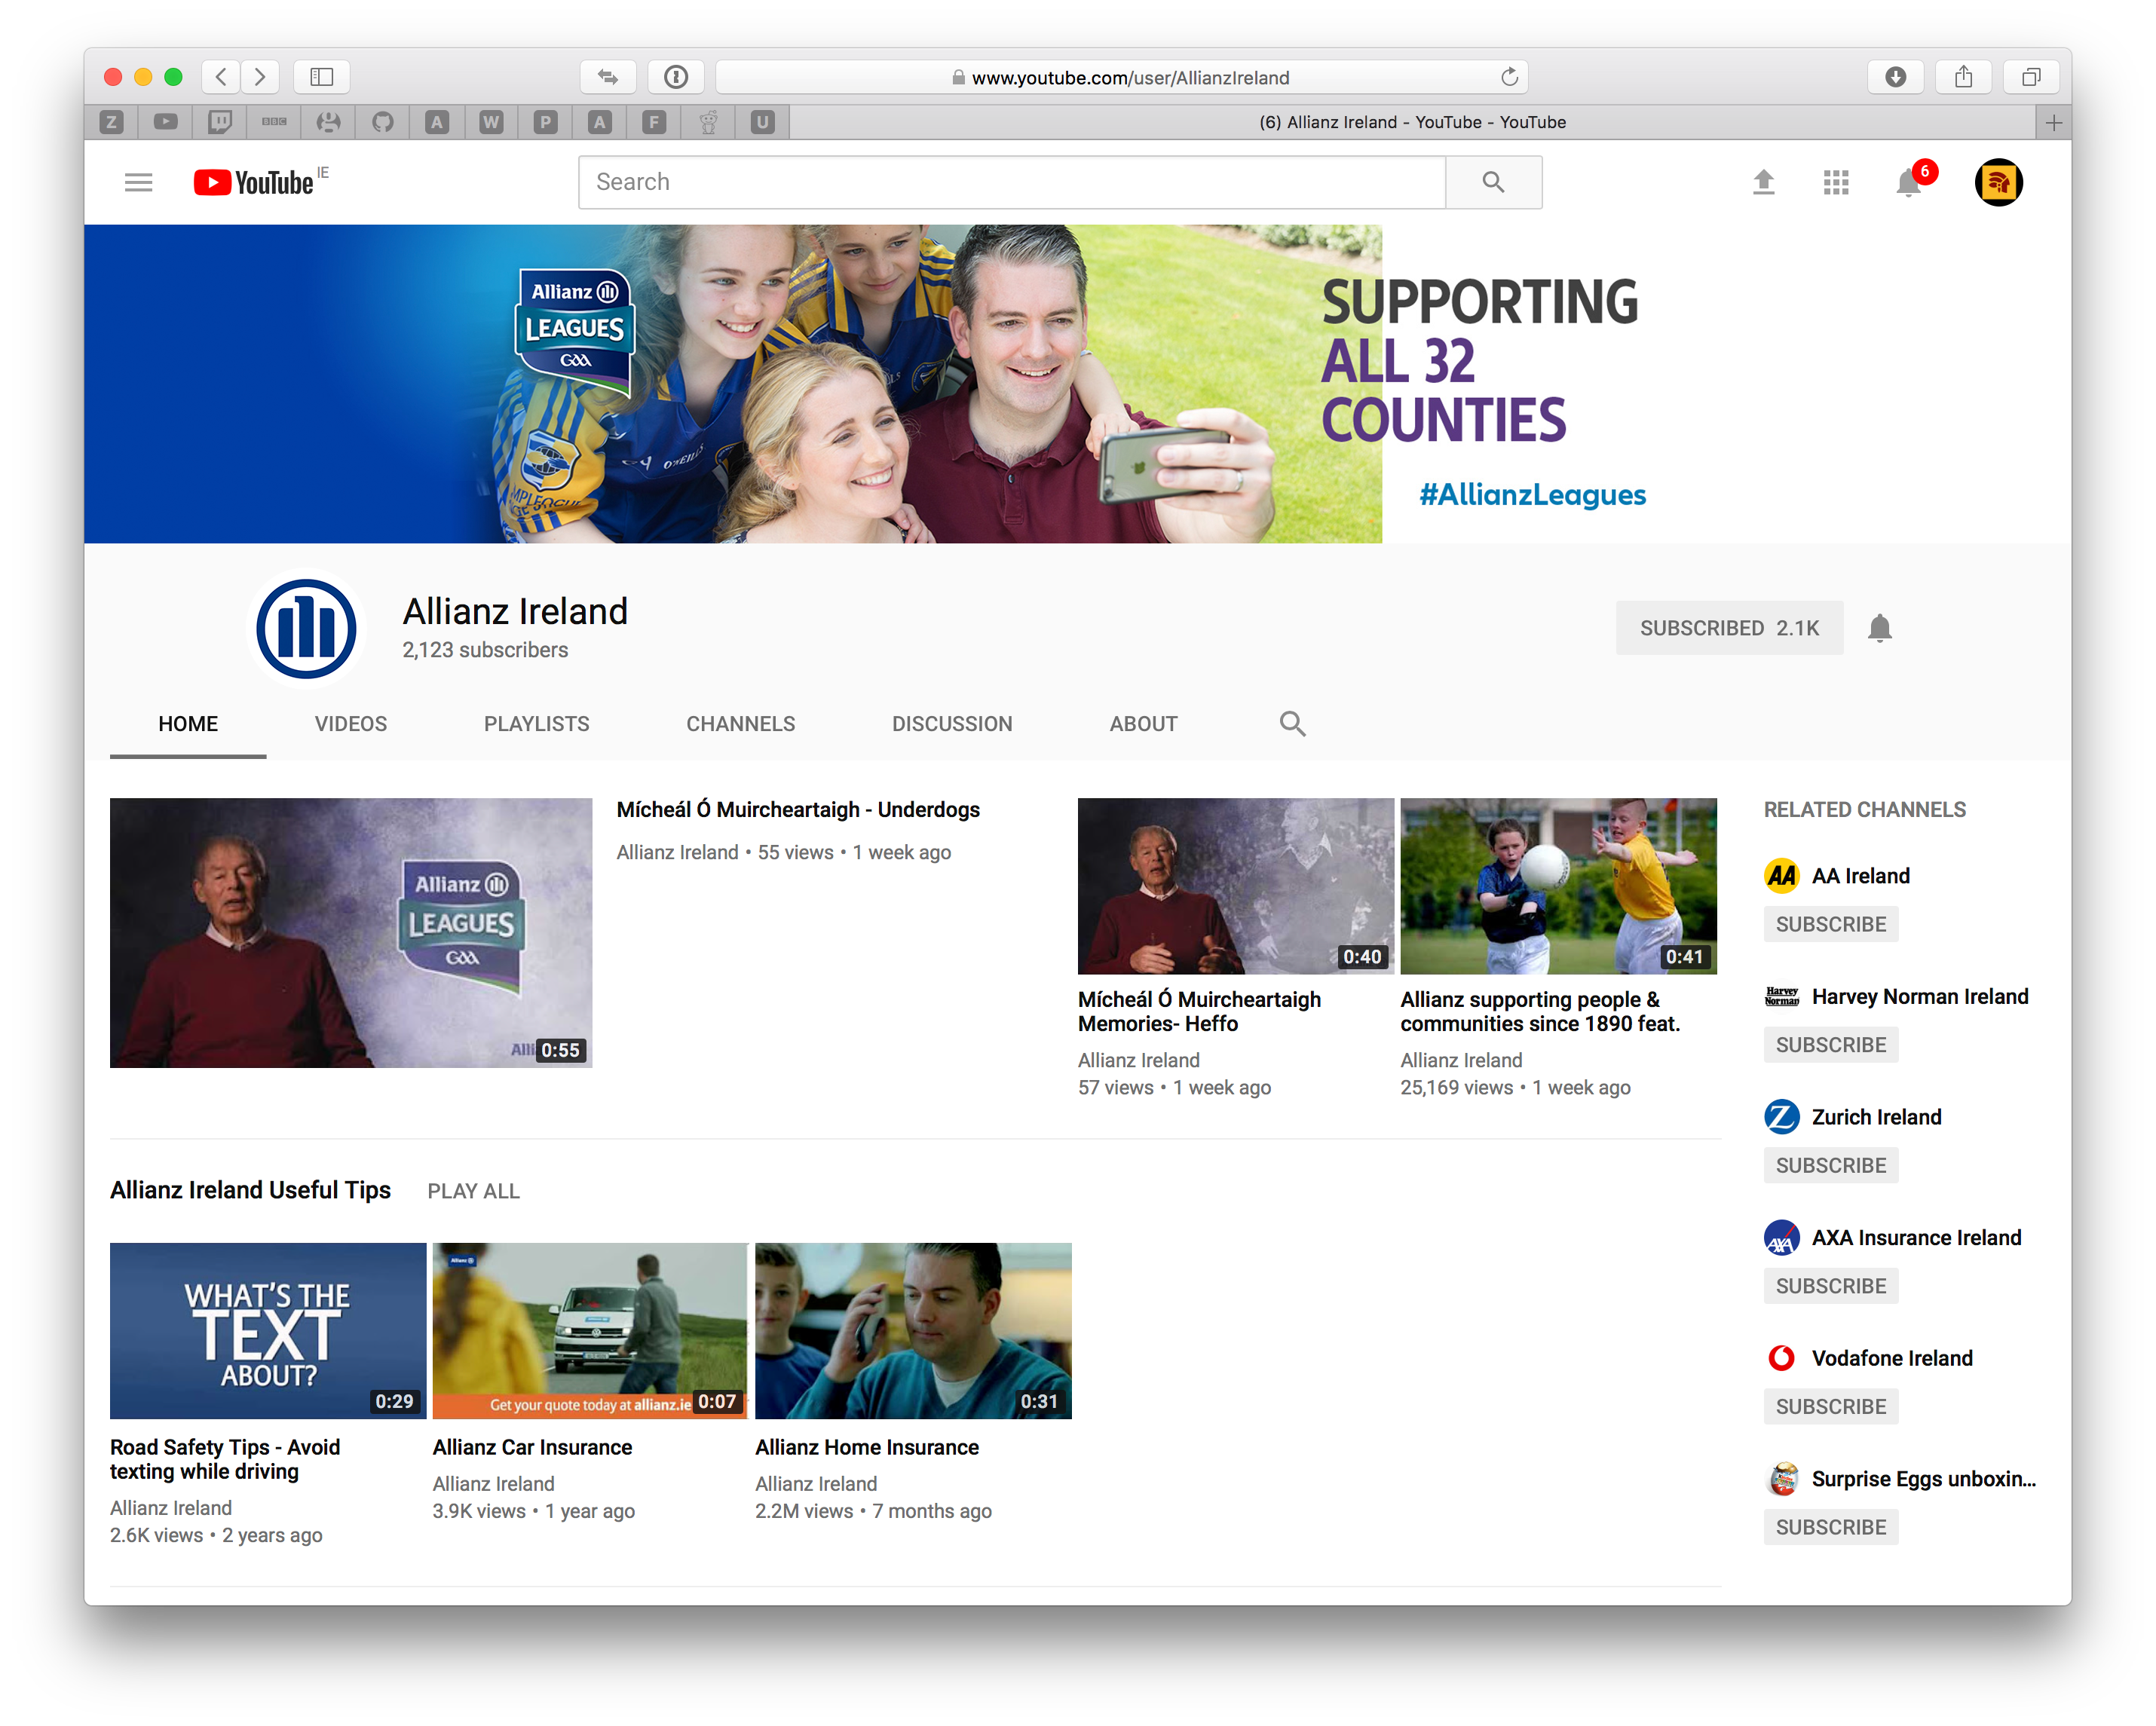 www.youtube.com/user/AllianzIreland
Z
BBC
A
W
P
A
F
U
(6) Allianz Ireland - YouTube - YouTube
YouTube IE
Search
6
Allianz
LEAGUES
GAA
O'NEILLS
SUPPORTING
ALL 32
COUNTIES
#AllianzLeagues
Allianz Ireland
2,123 subscribers
SUBSCRIBED 2.1K
HOME
VIDEOS
PLAYLISTS
CHANNELS
DISCUSSION
ABOUT
Allianz
LEAGUES
GAA
0:55
Mícheál Ó Muircheartaigh - Underdogs
Allianz Ireland • 55 views • 1 week ago
0:40
Mícheál Ó Muircheartaigh
Memories- Heffo
Allianz Ireland
57 views • 1 week ago
0:41
Allianz supporting people &
communities since 1890 feat.
Allianz Ireland
25,169 views • 1 week ago
Allianz Ireland Useful Tips
PLAY ALL
WHAT'S THE
TEXT
ABOUT?
0:29
Road Safety Tips - Avoid
texting while driving
Allianz Ireland
2.6K views • 2 years ago
Allianz
Get your quote today at allianz.ie
0:07
Allianz Car Insurance
Allianz Ireland
3.9K views • 1 year ago
0:31
Allianz Home Insurance
Allianz Ireland
2.2M views • 7 months ago
RELATED CHANNELS
AA
AA Ireland
SUBSCRIBE
Harvey
Norman
Harvey Norman Ireland
SUBSCRIBE
Z
Zurich Ireland
SUBSCRIBE
AXA
AXA Insurance Ireland
SUBSCRIBE
Vodafone Ireland
SUBSCRIBE
Surprise Eggs unboxin...
SUBSCRIBE